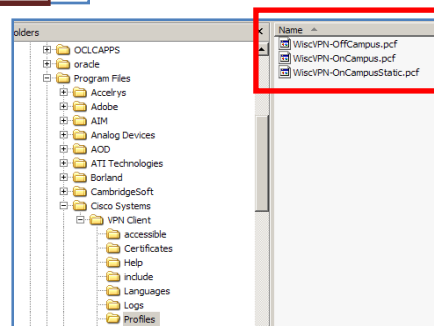 olders
OCLCAPPS
oracle
Program Files
Accelrys
Adobe
AIM
Analog Devices
AOD
ATI Technologies
Borland
CambridgeSoft
Cisco Systems
VPN Client
accessible
Certificates
Help
include
Languages
Logs
Profiles
Name
WiscVPN-OffCampus.pcf
WiscVPN-OnCampus.pcf
WiscVPN-OnCampusStatic.pcf